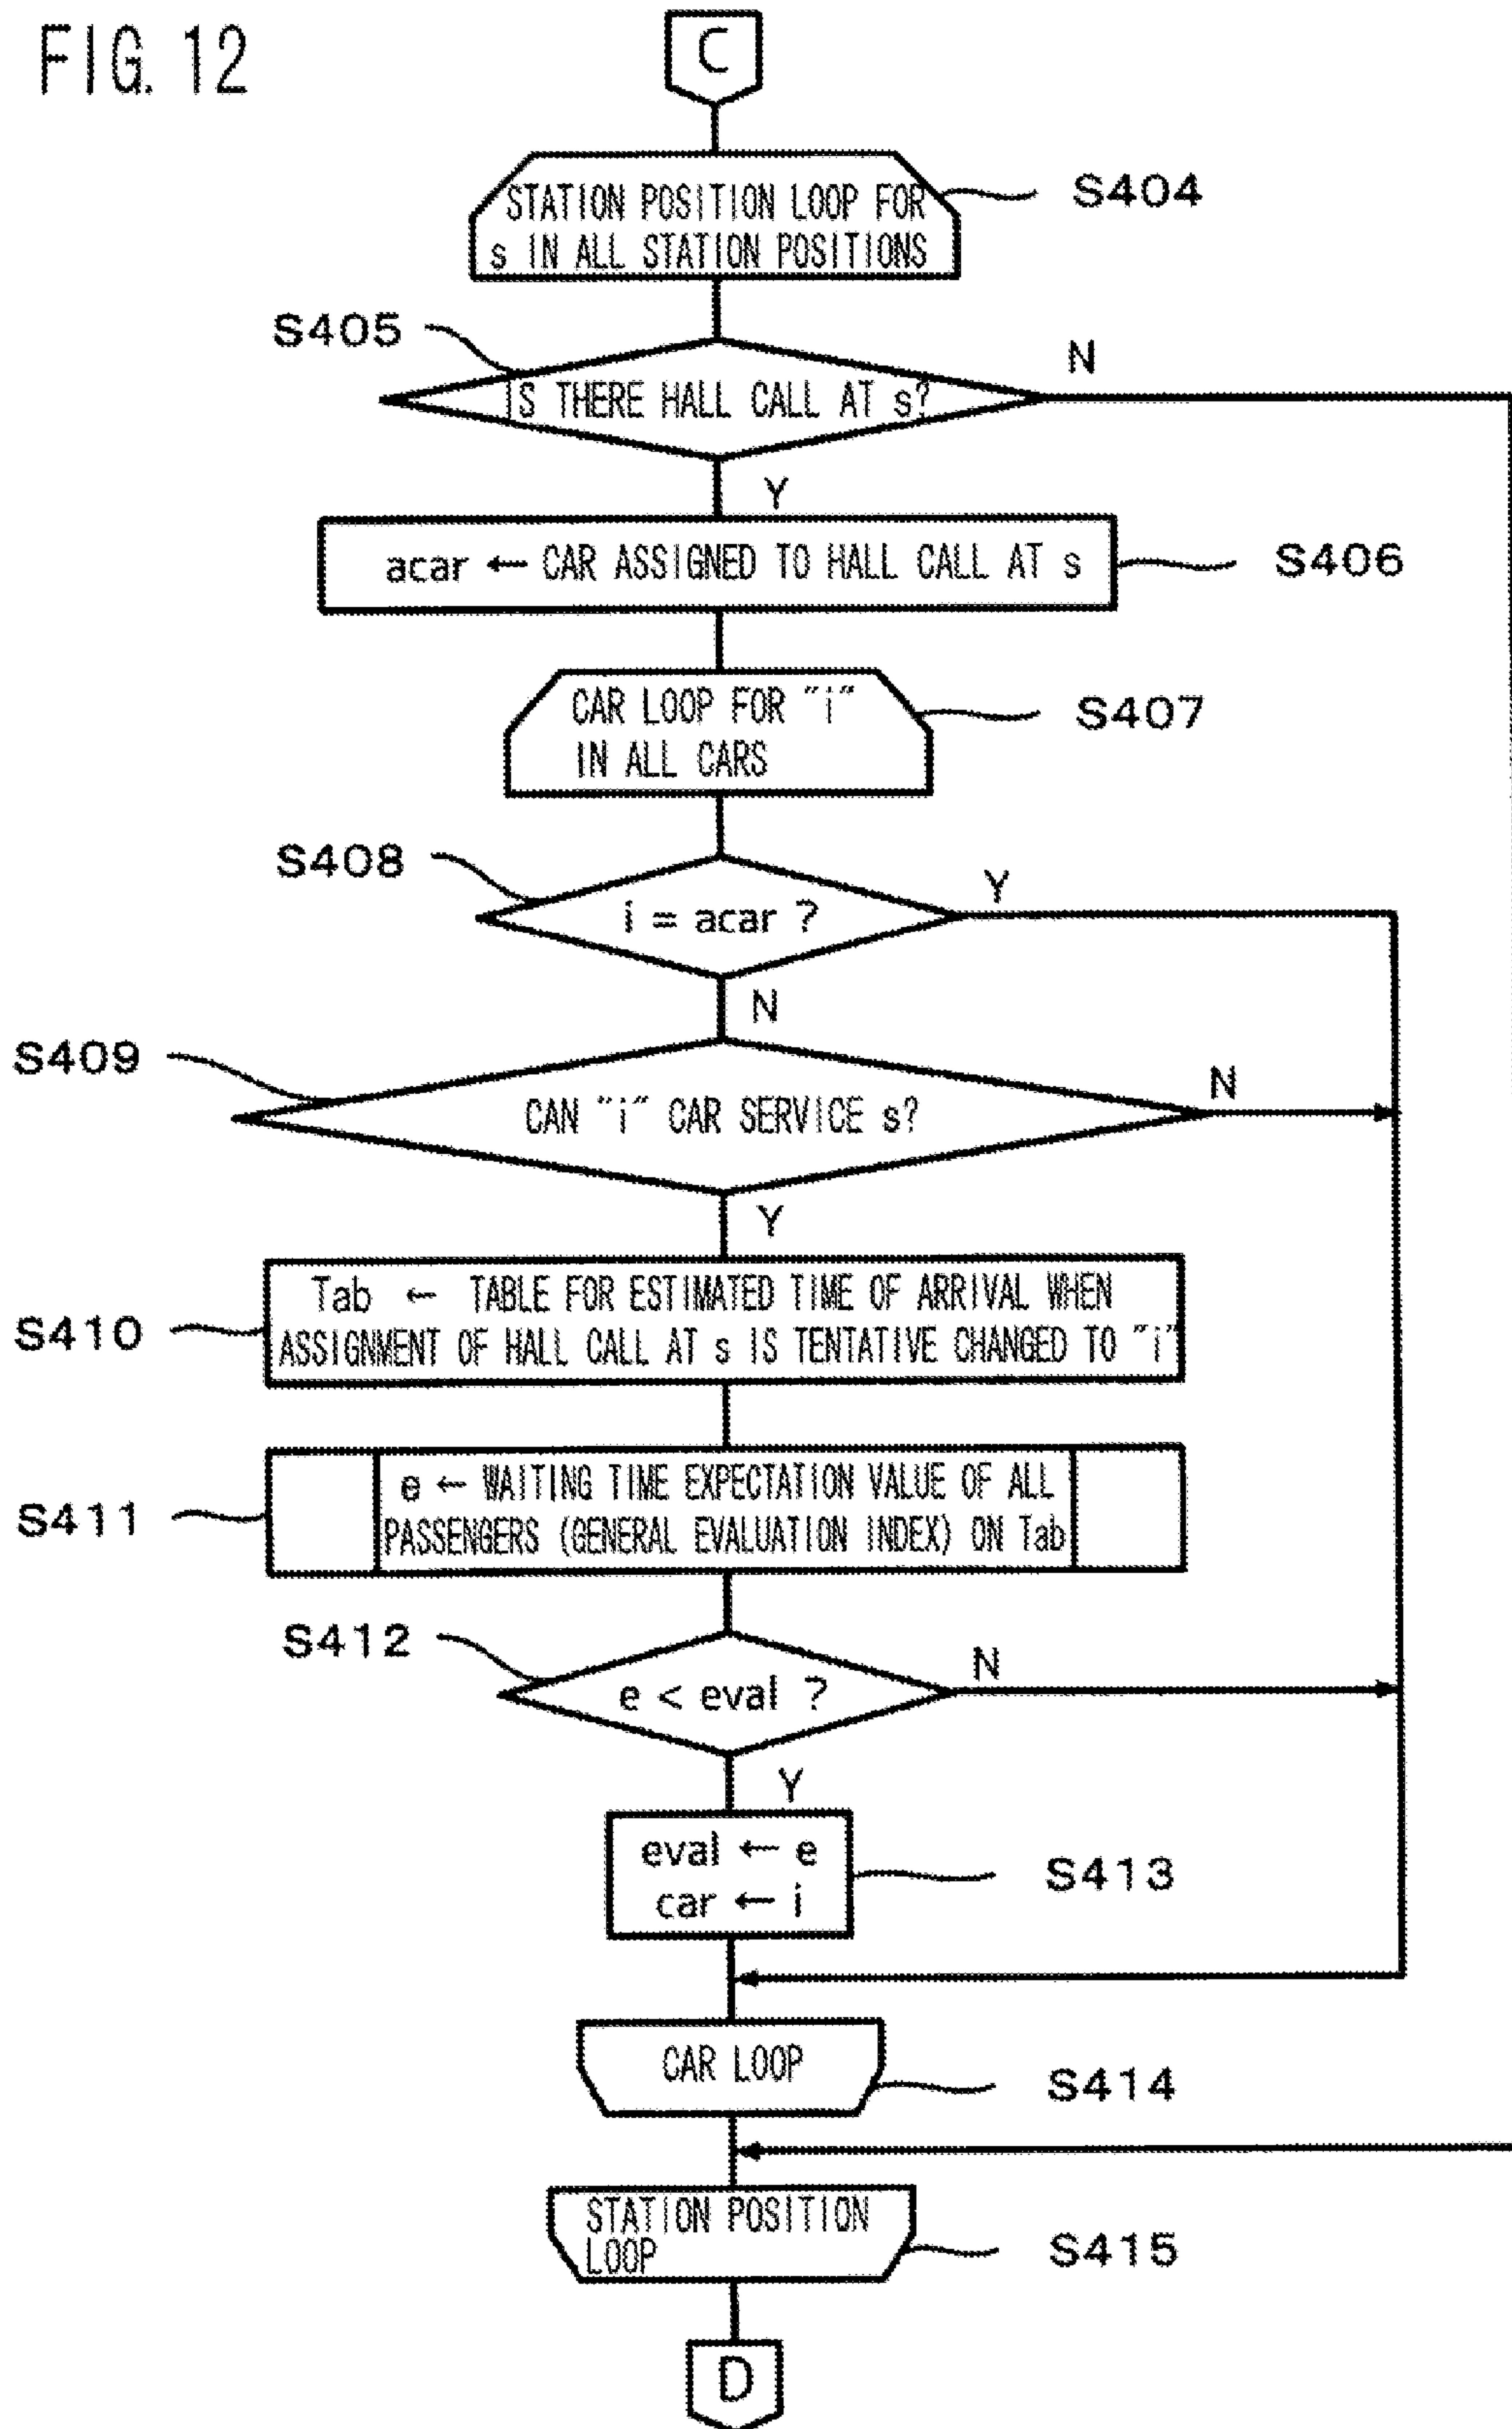 FIG. 12
C
STATION POSITION LOOP FOR
s IN ALL STATION POSITIONS
S404
S405
IS THERE HALL CALL AT s?
N
Y
acar ← CAR ASSIGNED TO HALL CALL AT s
S406
CAR LOOP FOR "i"
IN ALL CARS
S407
S408
i = acar ?
Y
N
S409
CAN "i" CAR SERVICE s?
N
Y
S410
Tab ← TABLE FOR ESTIMATED TIME OF ARRIVAL WHEN
ASSIGNMENT OF HALL CALL AT s IS TENTATIVE CHANGED TO "i"
S411
e ← WAITING TIME EXPECTATION VALUE OF ALL
PASSENGERS (GENERAL EVALUATION INDEX) ON Tab
S412
e < eval ?
N
Y
eval ← e
car ← i
S413
CAR LOOP
S414
STATION POSITION
LOOP
S415
D